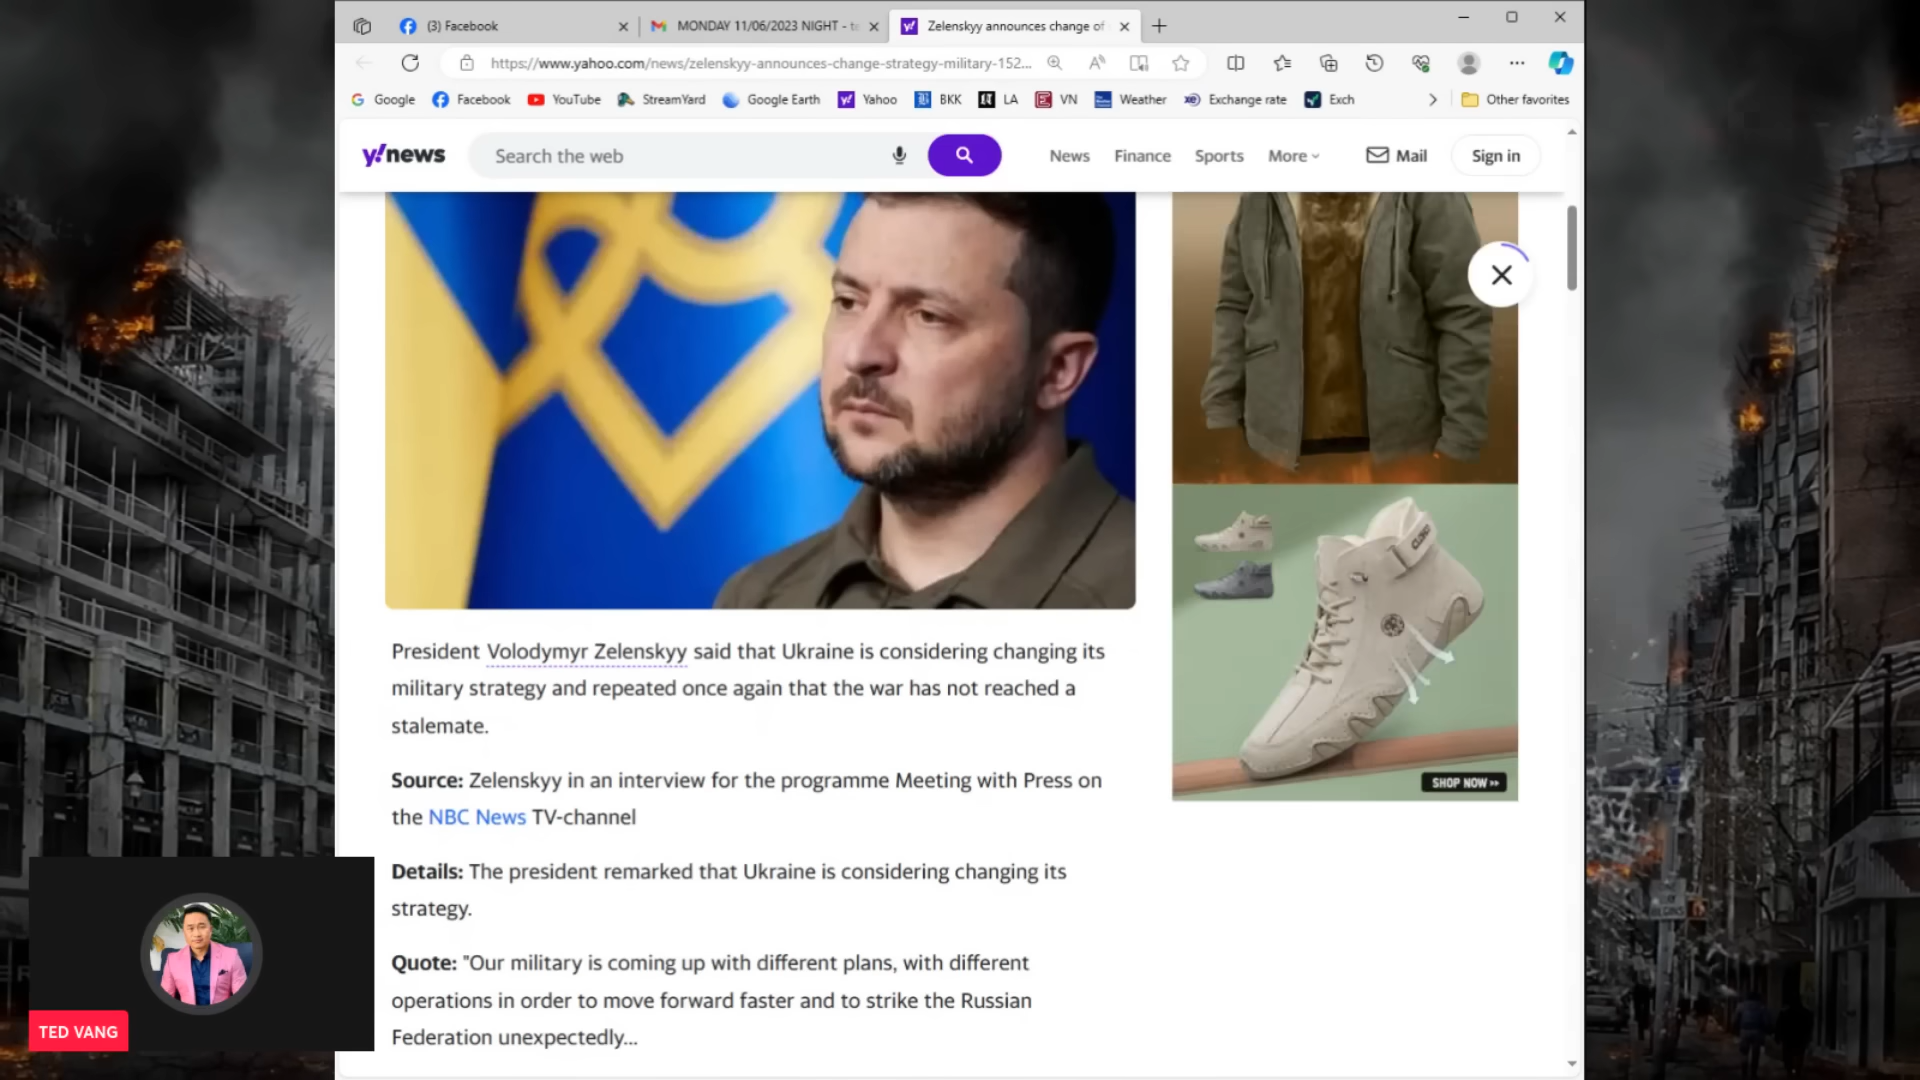 (3) Facebook
MONDAY 11/06/2023 NIGHT - te
Zelenskyy announces change of
https://www.yahoo.com/news/zelenskyy-announces-change-strategy-military-152...
Google
Facebook
YouTube
StreamYard
Google Earth
Yahoo
BKK
LA
VN
Weather
Exchange rate
Exch
Other favorites
y!news
Search the web
News
Finance
Sports
More
Mail
Sign in
President Volodymyr Zelenskyy said that Ukraine is considering changing its
military strategy and repeated once again that the war has not reached a
stalemate.
Source: Zelenskyy in an interview for the programme Meeting with Press on
the NBC News TV-channel
Details: The president remarked that Ukraine is considering changing its
strategy.
Quote: "Our military is coming up with different plans, with different
operations in order to move forward faster and to strike the Russian
Federation unexpectedly...
SHOP NOW >>
TED VANG